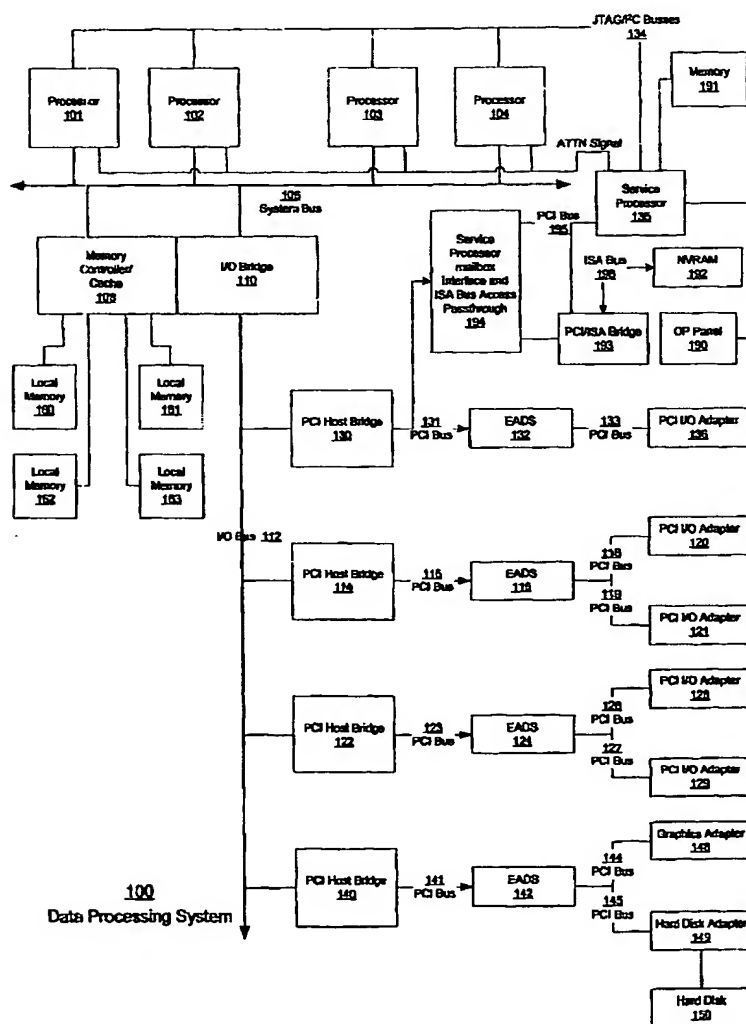 JTAG/I²C Busses
134
Processor
101
Processor
102
Processor
103
Processor
104
Memory
191
ATTN Signal
System Bus
Service
Processor
135
Memory
Controller/
Cache
108
I/O Bridge
110
Service
Processor
mailbox
Interface and
ISA Bus Access
Passthrough
194
PCI Bus
195
ISA Bus
196
NVRAM
192
PCI/ISA Bridge
193
OP Panel
190
Local
Memory
160
Local
Memory
161
Local
Memory
162
Local
Memory
163
PCI Host Bridge
130
131
PCI Bus
EADS
132
133
PCI Bus
PCI I/O Adapter
136
I/O Bus 112
PCI Host Bridge
114
115
PCI Bus
EADS
116
118
PCI Bus
119
PCI Bus
PCI I/O Adapter
120
PCI I/O Adapter
121
PCI Host Bridge
122
123
PCI Bus
EADS
124
126
PCI Bus
127
PCI Bus
PCI I/O Adapter
128
PCI I/O Adapter
129
PCI Host Bridge
140
141
PCI Bus
EADS
142
144
PCI Bus
145
PCI Bus
Graphics Adapter
148
Hard Disk Adapter
149
Hard Disk
150
100
Data Processing System